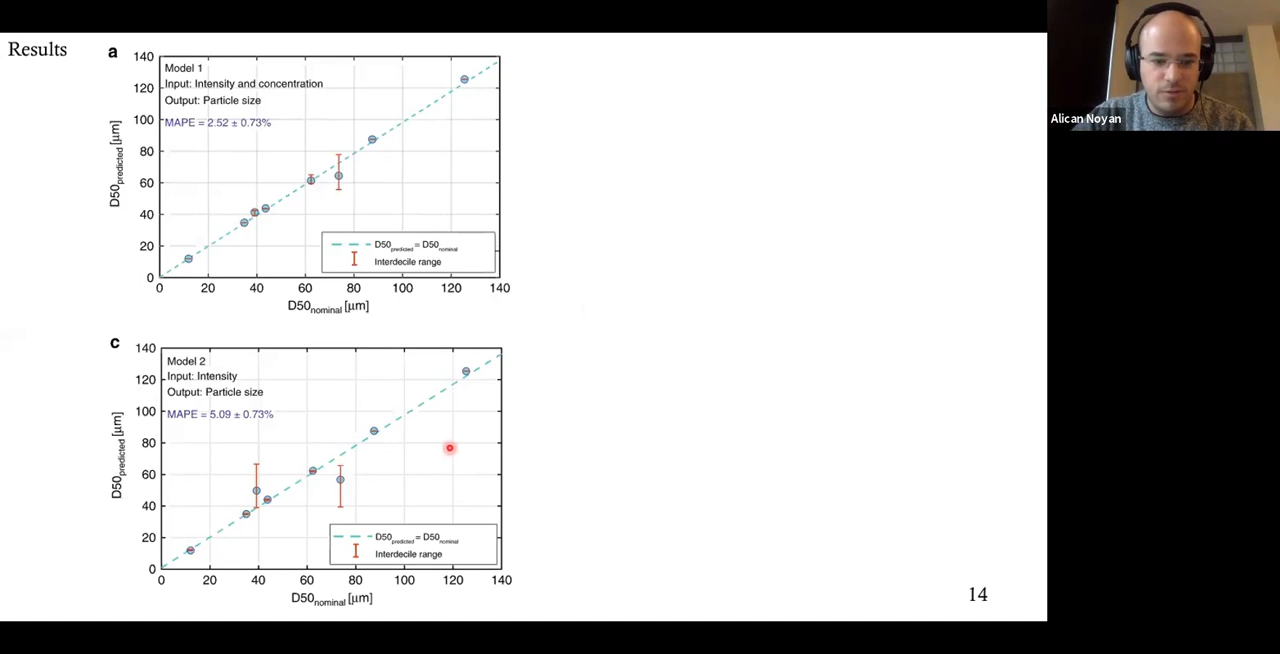 Results
a
Model 1
Input: Intensity and concentration
Output: Particle size
MAPE = 2.52 ± 0.73%
140
120
100
80
60
40
20
0
D50predicted [μm]
D50predicted = D50nominal
Interdecile range
0 20 40 60 80 100 120 140
D50nominal [μm]
c
Model 2
Input: Intensity
Output: Particle size
MAPE = 5.09 ± 0.73%
140
120
100
80
60
40
20
0
D50predicted [μm]
D50predicted = D50nominal
Interdecile range
0 20 40 60 80 100 120 140
D50nominal [μm]
14
Alican Noyan